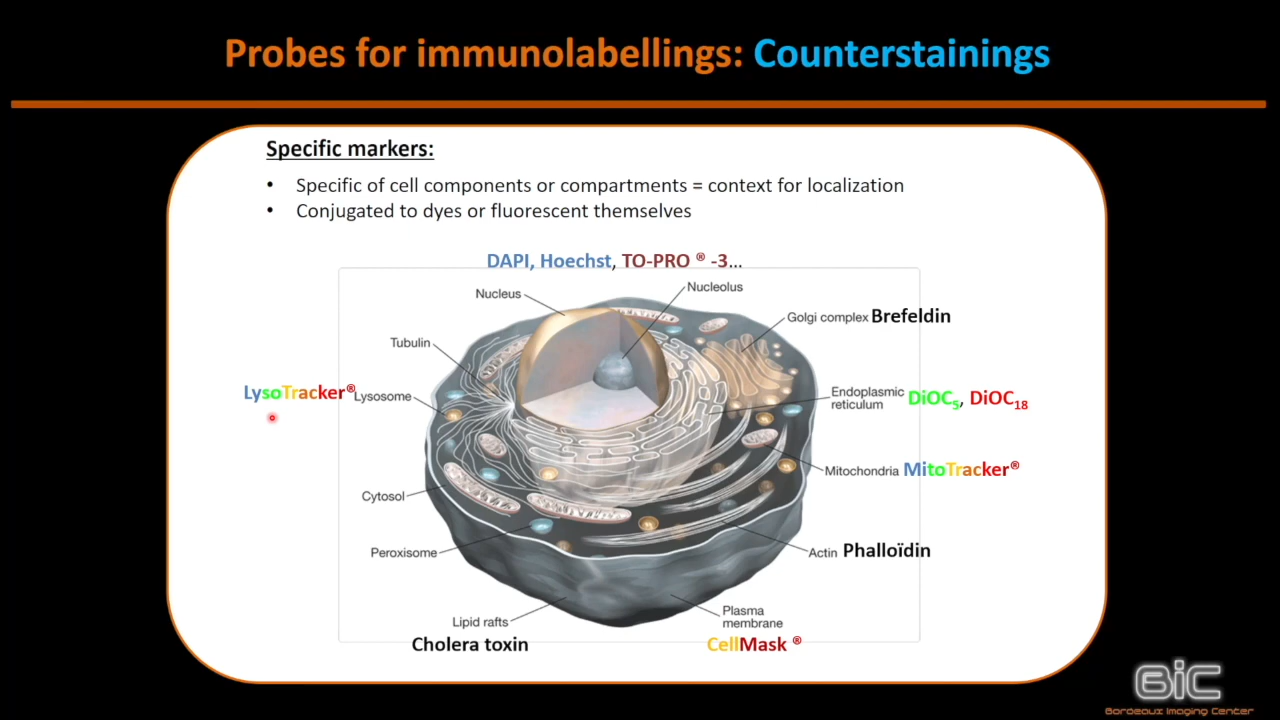 Probes for immunolabellings: Counterstainings
Specific markers:
• Specific of cell components or compartments = context for localization
• Conjugated to dyes or fluorescent themselves
DAPI, Hoechst, TO-PRO ® -3...
Nucleus
Nucleolus
Golgi complex Brefeldin
Tubulin
LysoTracker® Lysosome
Endoplasmic
reticulum DiOC5, DiOC18
Mitochondria MitoTracker®
Cytosol
Peroxisome
Actin Phalloïdin
Lipid rafts
Cholera toxin
Plasma
membrane
CellMask ®
BiC
Bordeaux Imaging Center